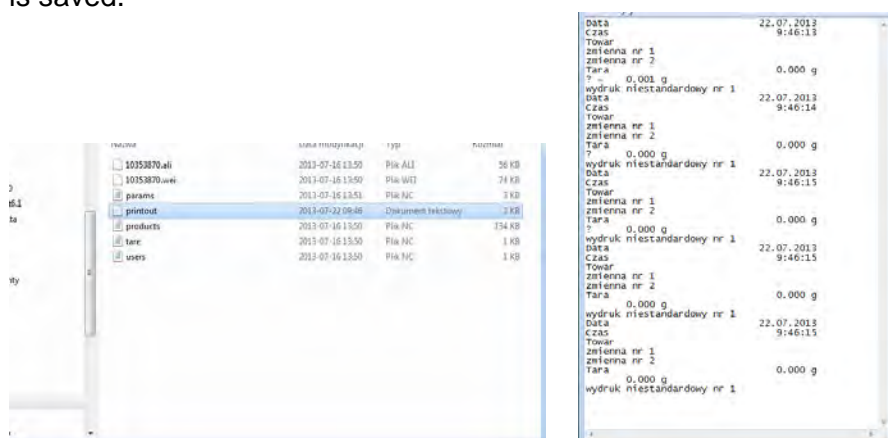 is saved.
Nazwa Data modyfikacji Typ Rozmiar
10353870.ali 2013-07-16 13:50 Plik ALI 56 KB
10353870.wei 2013-07-16 13:50 Plik WEI 74 KB
params 2013-07-16 13:51 Plik NC 3 KB
printout 2013-07-22 09:46 Dokument tekstowy 2 KB
products 2013-07-16 13:50 Plik NC 134 KB
tare 2013-07-16 13:50 Plik NC 1 KB
users 2013-07-16 13:50 Plik NC 1 KB
Data 22.07.2013
Czas 9:46:13
Towar
zmienna nr 1
zmienna nr 2
Tara 0.000 g
? - 0.001 g
wydruk niestandardowy nr 1
Data 22.07.2013
Czas 9:46:14
Towar
zmienna nr 1
zmienna nr 2
Tara 0.000 g
? 0.000 g
wydruk niestandardowy nr 1
Data 22.07.2013
Czas 9:46:15
Towar
zmienna nr 1
zmienna nr 2
Tara 0.000 g
? 0.000 g
wydruk niestandardowy nr 1
Data 22.07.2013
Czas 9:46:15
Towar
zmienna nr 1
zmienna nr 2
Tara 0.000 g
0.000 g
wydruk niestandardowy nr 1
Data 22.07.2013
Czas 9:46:15
Towar
zmienna nr 1
zmienna nr 2
Tara 0.000 g
0.000 g
wydruk niestandardowy nr 1